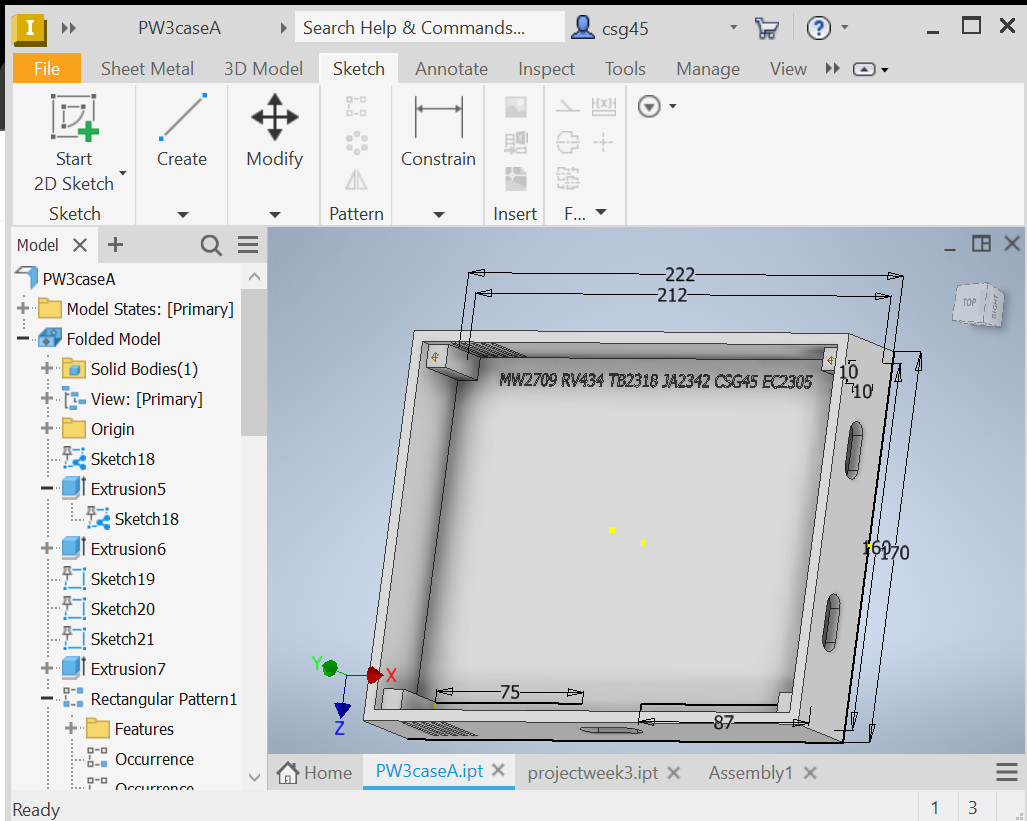 I PW3caseA Search Help & Commands... csg45 ?
File Sheet Metal 3D Model Sketch Annotate Inspect Tools Manage View
Start
2D Sketch
Create
Modify
Constrain
Sketch
Pattern
Insert
F...
Model
PW3caseA
Model States: [Primary]
Folded Model
Solid Bodies(1)
View: [Primary]
Origin
Sketch18
Extrusion5
Sketch18
Extrusion6
Sketch19
Sketch20
Sketch21
Extrusion7
Rectangular Pattern1
Features
Occurrence
Occurrence
222
212
TOP
RIGHT
MW2709 RV434 TB2318 JA2342 CSG45 EC2305
10
10
160
170
75
87
Y
X
Z
Home PW3caseA.ipt projectweek3.ipt Assembly1
Ready 1 3